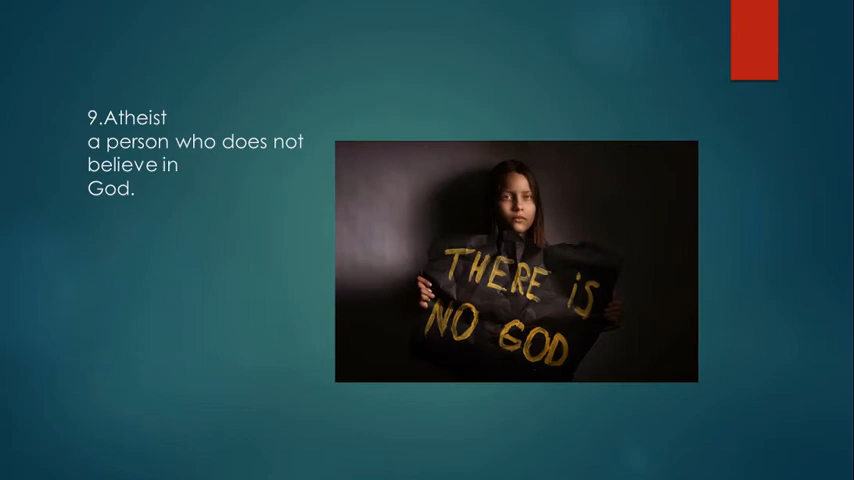 9.Atheist
a person who does not
believe in
God.
THERE iS
NO GOD